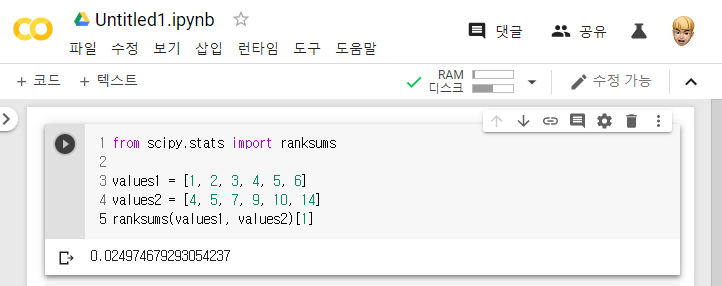 Untitled1.ipynb
댓글
공유
파일 수정 보기 삽입 런타임 도구 도움말
+ 코드 + 텍스트
RAM
디스크
수정 가능
1 from scipy.stats import ranksums
2
3 values1 = [1, 2, 3, 4, 5, 6]
4 values2 = [4, 5, 7, 9, 10, 14]
5 ranksums(values1, values2)[1]
0.024974679293054237